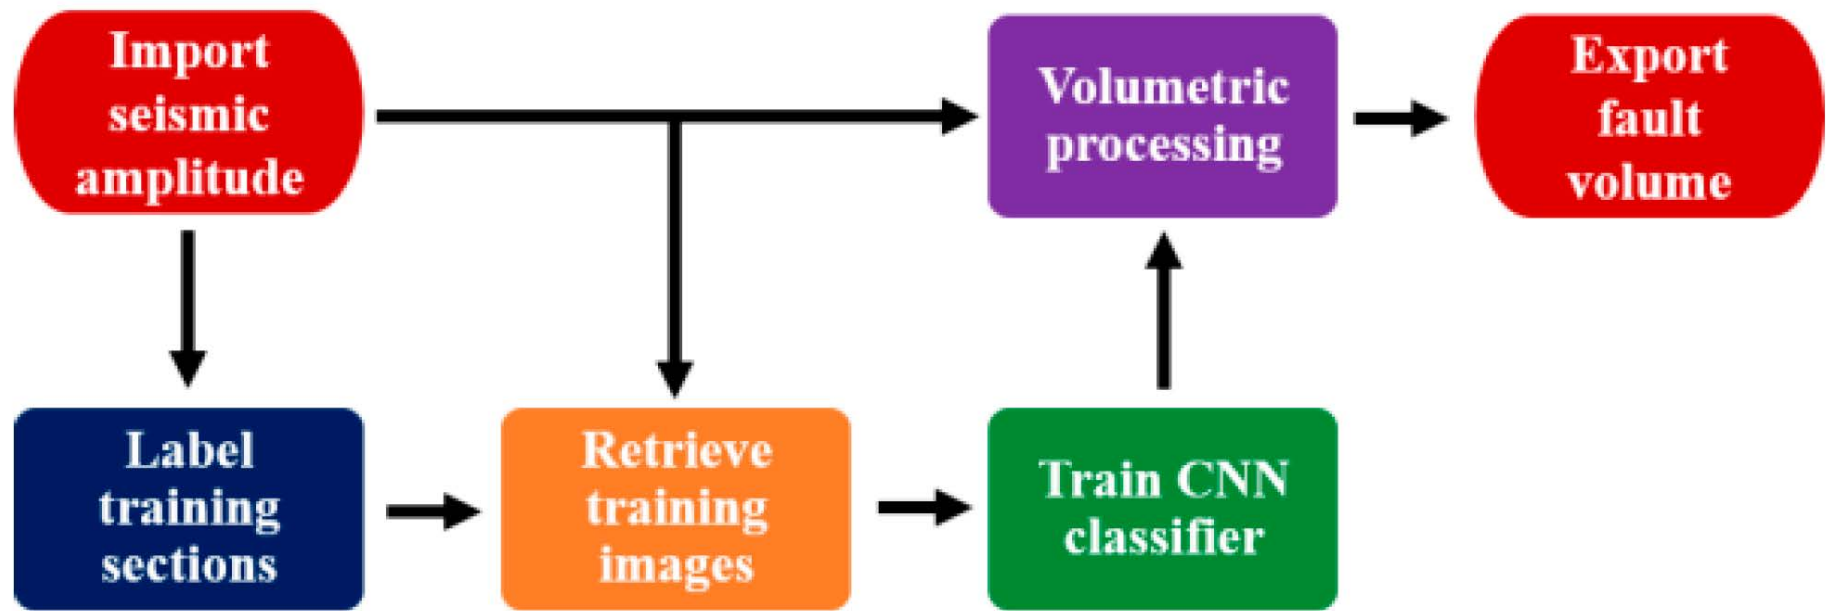 Import
seismic
amplitude
Volumetric
processing
Export
fault
volume
Label
training
sections
Retrieve
training
images
Train CNN
classifier